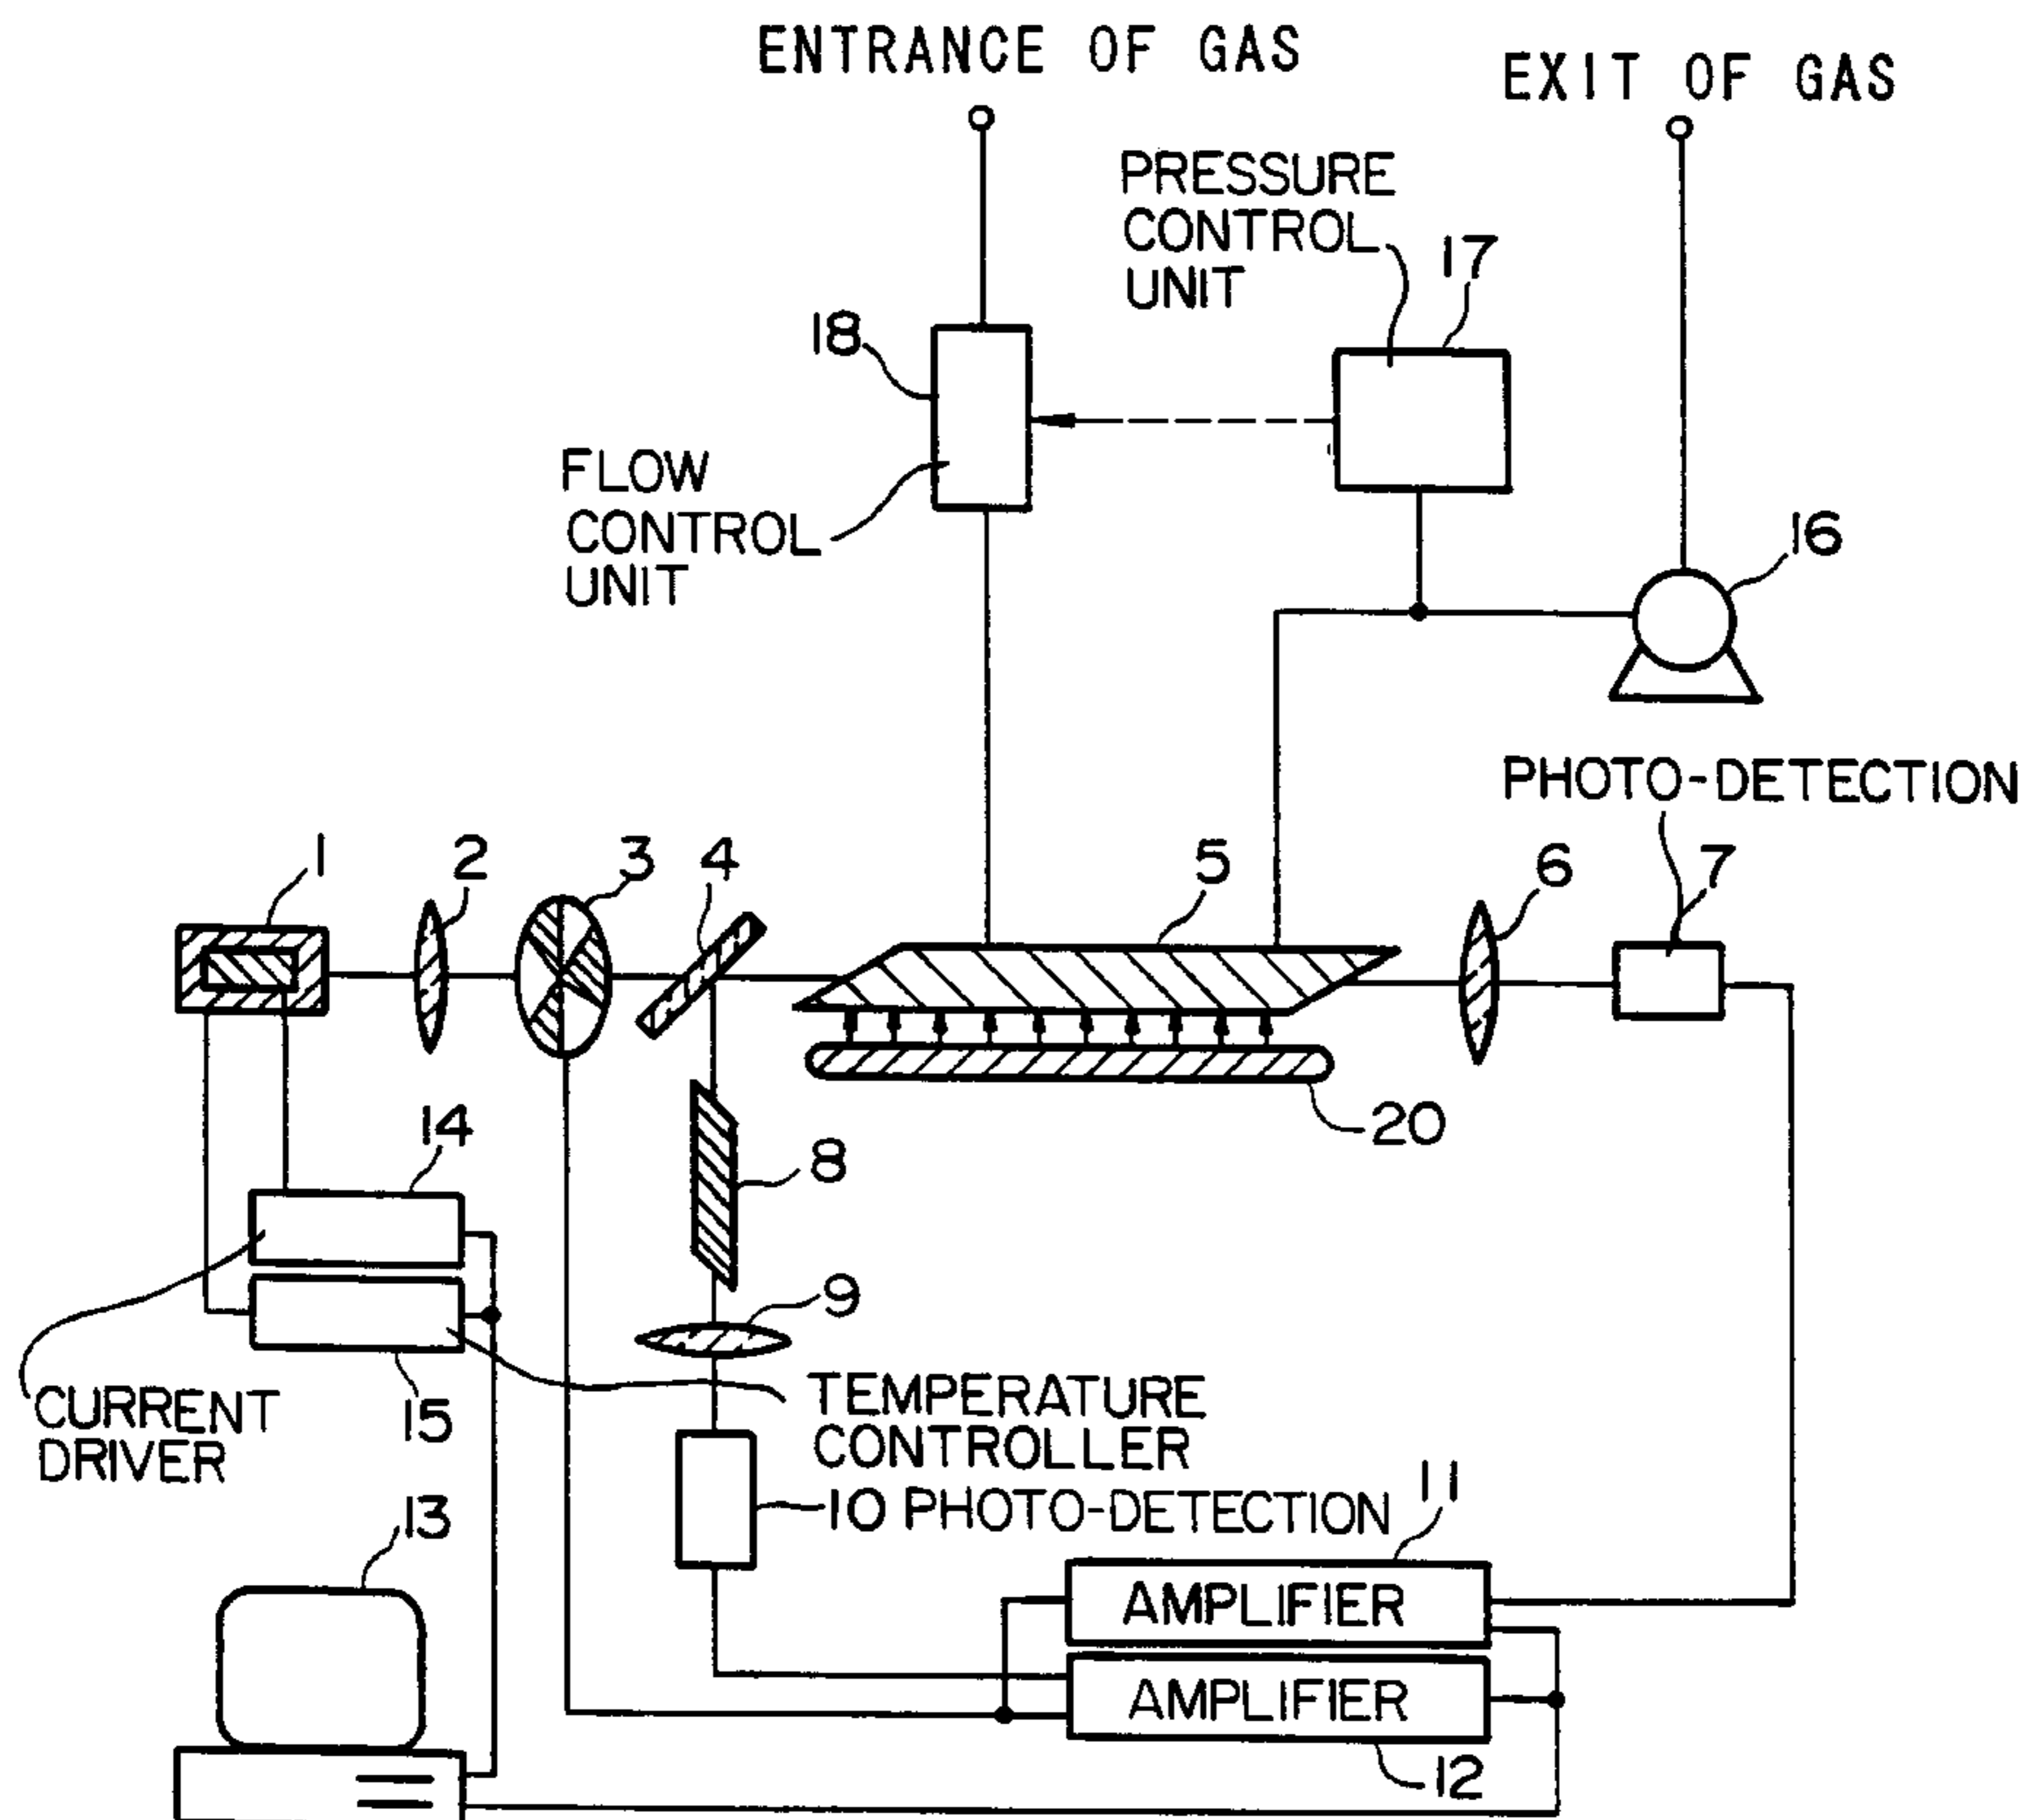 ENTRANCE OF GAS
EXIT OF GAS
PRESSURE
CONTROL
UNIT
17
18
FLOW
CONTROL
UNIT
16
PHOTO-DETECTION
1
2
3
4
5
6
7
20
14
8
9
CURRENT
DRIVER
15
TEMPERATURE
CONTROLLER
10 PHOTO-DETECTION
11
13
AMPLIFIER
AMPLIFIER
12